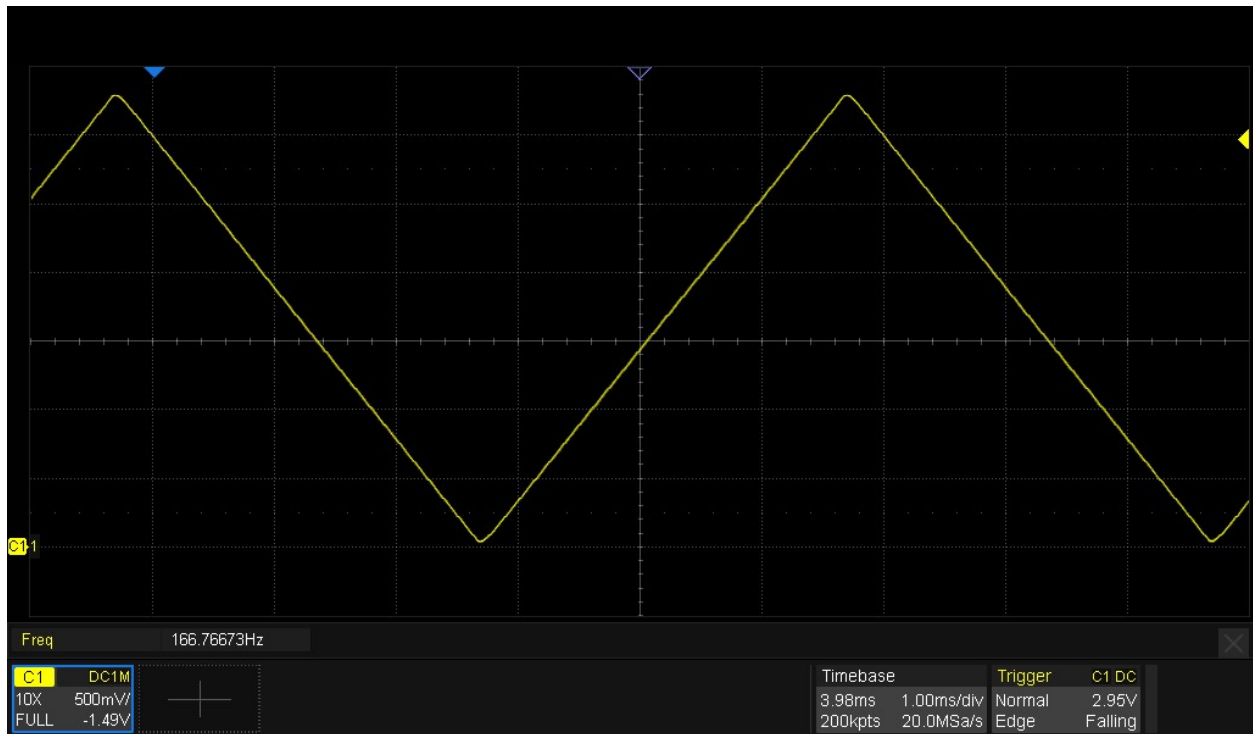 C1 1
Freq 166.76673Hz
C1 DC1M
10X 500mV/
FULL -1.49V
Timebase
3.98ms 1.00ms/div
200kpts 20.0MSa/s
Trigger C1 DC
Normal 2.95V
Edge Falling